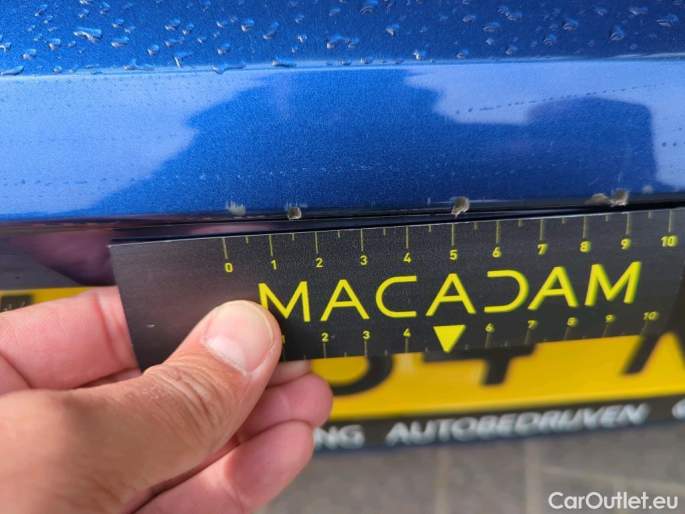 0 1 2 3 4 5 6 7 8 9 10
MACADAM
1 2 3 4 6 7 8 9 10
NG AUTOBEDRIJVEN
CarOutlet.eu